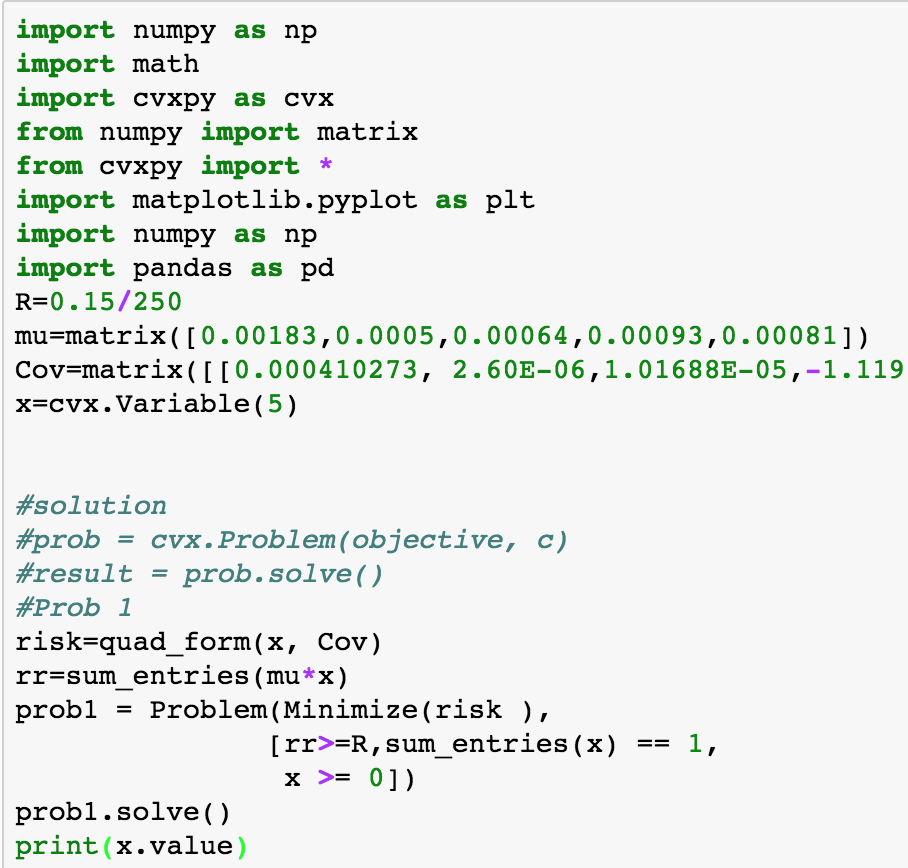 import numpy as np
import math
import cvxpy as cvx
from numpy import matrix
from cvxpy import *
import matplotlib.pyplot as plt
import numpy as np
import pandas as pd
R=0.15/250
mu=matrix([0.00183,0.0005,0.00064,0.00093,0.00081])
Cov=matrix([[0.000410273, 2.60E-06,1.01688E-05,-1.119
x=cvx.Variable(5)
#solution
#prob = cvx.Problem(objective, c)
#result = prob.solve()
#Prob 1
risk=quad_form(x, Cov)
rr=sum_entries(mu*x)
prob1 = Problem(Minimize(risk ),
[rr>=R,sum_entries(x) == 1,
x >= 0])
prob1.solve()
print(x.value)